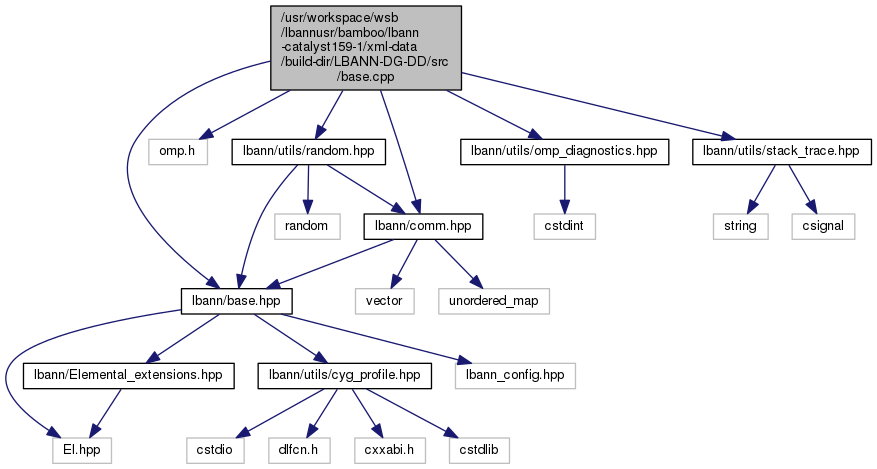 /usr/workspace/wsb
/lbannusr/bamboo/lbann
-catalyst159-1/xml-data
/build-dir/LBANN-DG-DD/src
/base.cpp
omp.h
lbann/utils/random.hpp
lbann/utils/omp_diagnostics.hpp
lbann/utils/stack_trace.hpp
random
lbann/comm.hpp
cstdint
string
csignal
lbann/base.hpp
vector
unordered_map
lbann/Elemental_extensions.hpp
lbann/utils/cyg_profile.hpp
lbann_config.hpp
El.hpp
cstdio
dlfcn.h
cxxabi.h
cstdlib